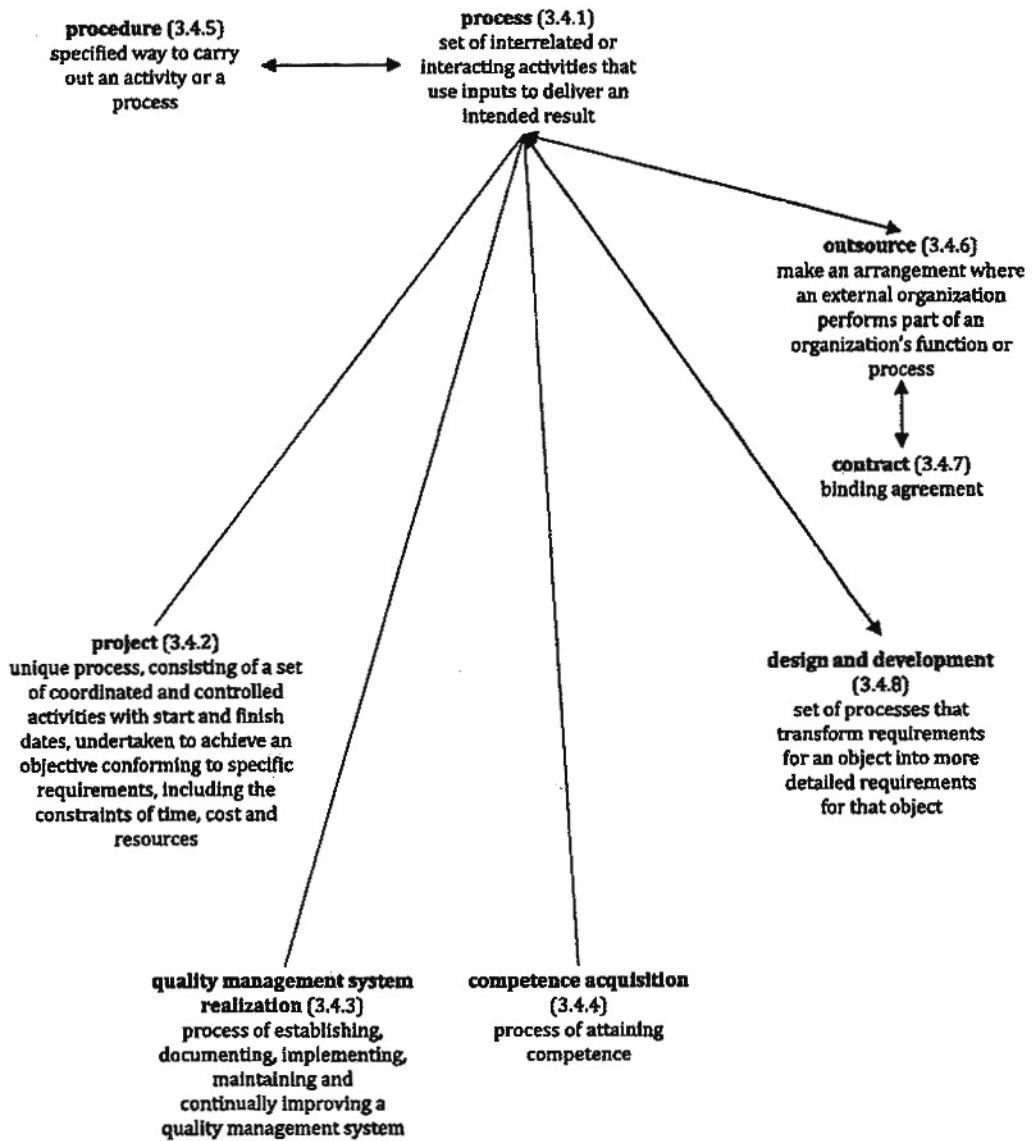 procedure (3.4.5)
specified way to carry
out an activity or a
process
process (3.4.1)
set of interrelated or
interacting activities that
use inputs to deliver an
intended result
outsource (3.4.6)
make an arrangement where
an external organization
performs part of an
organization's function or
process
contract (3.4.7)
binding agreement
project (3.4.2)
unique process, consisting of a set
of coordinated and controlled
activities with start and finish
dates, undertaken to achieve an
objective conforming to specific
requirements, including the
constraints of time, cost and
resources
design and development
(3.4.8)
set of processes that
transform requirements
for an object into more
detailed requirements
for that object
quality management system
realization (3.4.3)
process of establishing,
documenting, implementing,
maintaining and
continually improving a
quality management system
competence acquisition
(3.4.4)
process of attaining
competence